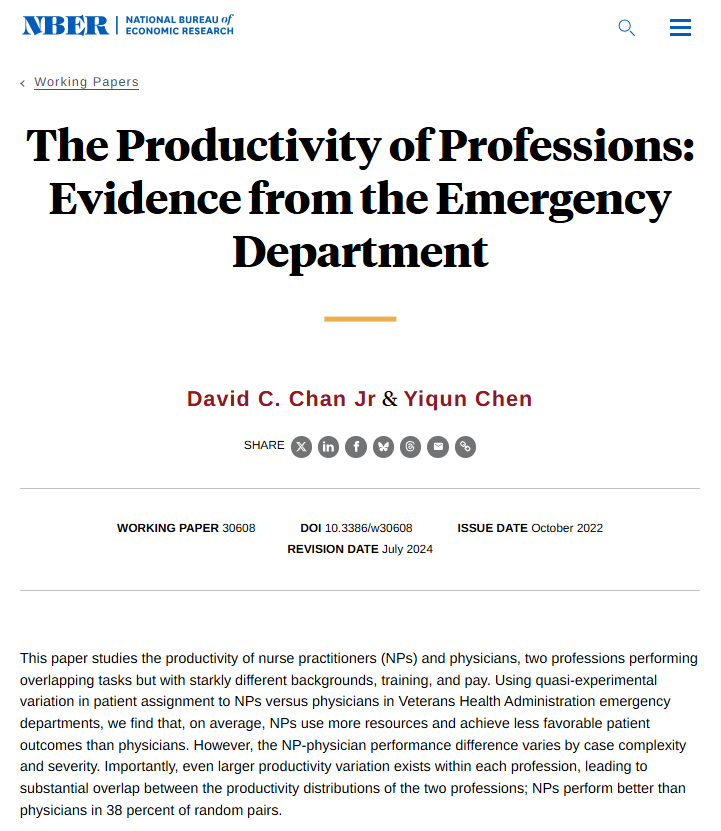 NBER | NATIONAL BUREAU of
ECONOMIC RESEARCH
‹ Working Papers
The Productivity of Professions:
Evidence from the Emergency
Department
David C. Chan Jr & Yiqun Chen
SHARE
WORKING PAPER 30608 DOI 10.3386/w30608 ISSUE DATE October 2022
REVISION DATE July 2024
This paper studies the productivity of nurse practitioners (NPs) and physicians, two professions performing
overlapping tasks but with starkly different backgrounds, training, and pay. Using quasi-experimental
variation in patient assignment to NPs versus physicians in Veterans Health Administration emergency
departments, we find that, on average, NPs use more resources and achieve less favorable patient
outcomes than physicians. However, the NP-physician performance difference varies by case complexity
and severity. Importantly, even larger productivity variation exists within each profession, leading to
substantial overlap between the productivity distributions of the two professions; NPs perform better than
physicians in 38 percent of random pairs.